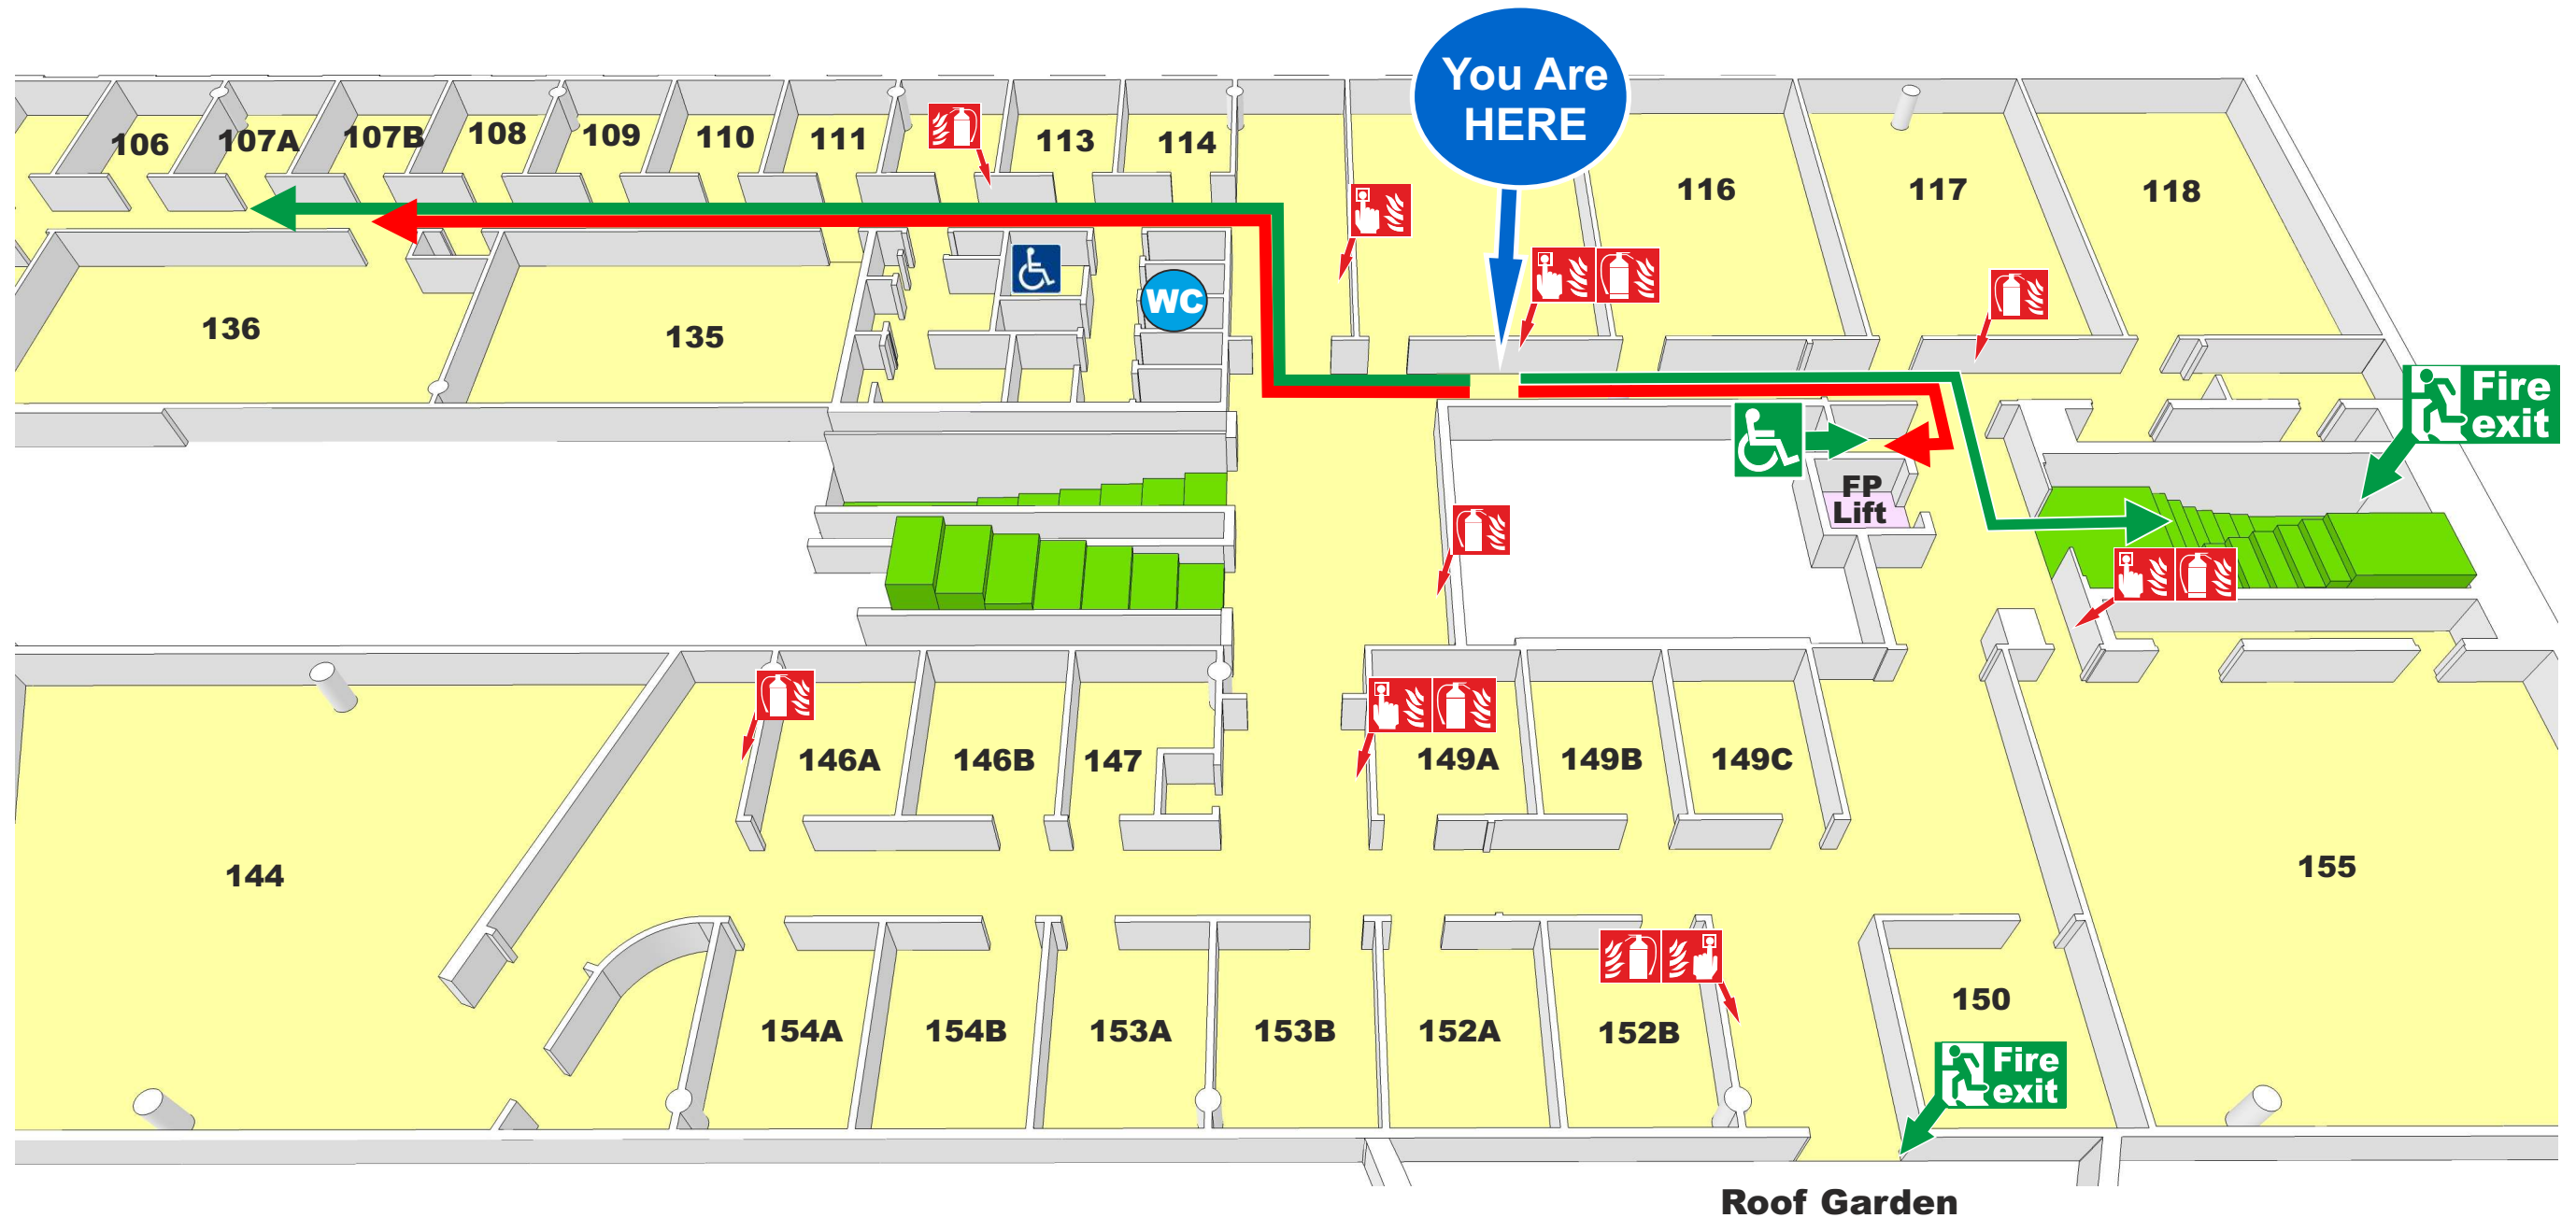 You Are
HERE
106
107A
107B
108
109
110
111
113
114
116
117
118
136
135
WC
Fire
exit
FP
Lift
146A
146B
147
149A
149B
149C
144
155
154A
154B
153A
153B
152A
152B
150
Fire
exit
Roof Garden